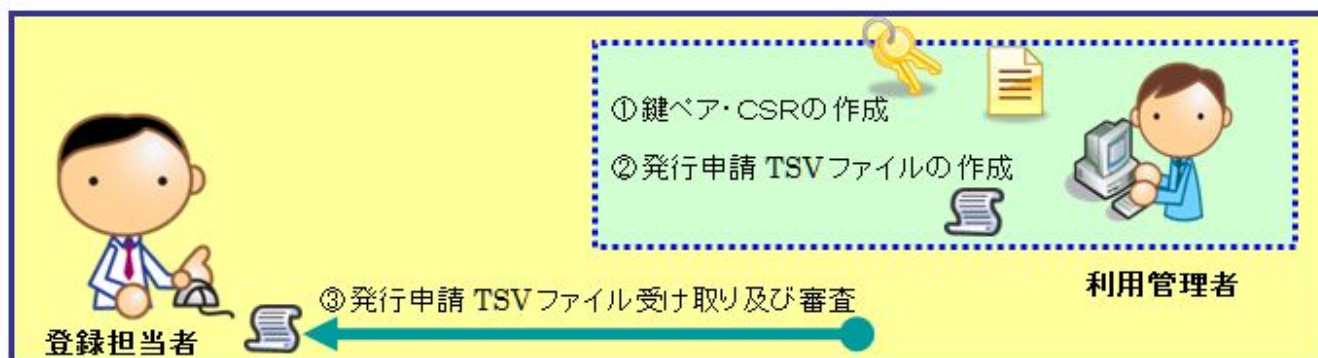 ①鍵ペア・CSRの作成
②発行申請 TSVファイルの作成
利用管理者
③発行申請 TSVファイル受け取り及び審査
登録担当者